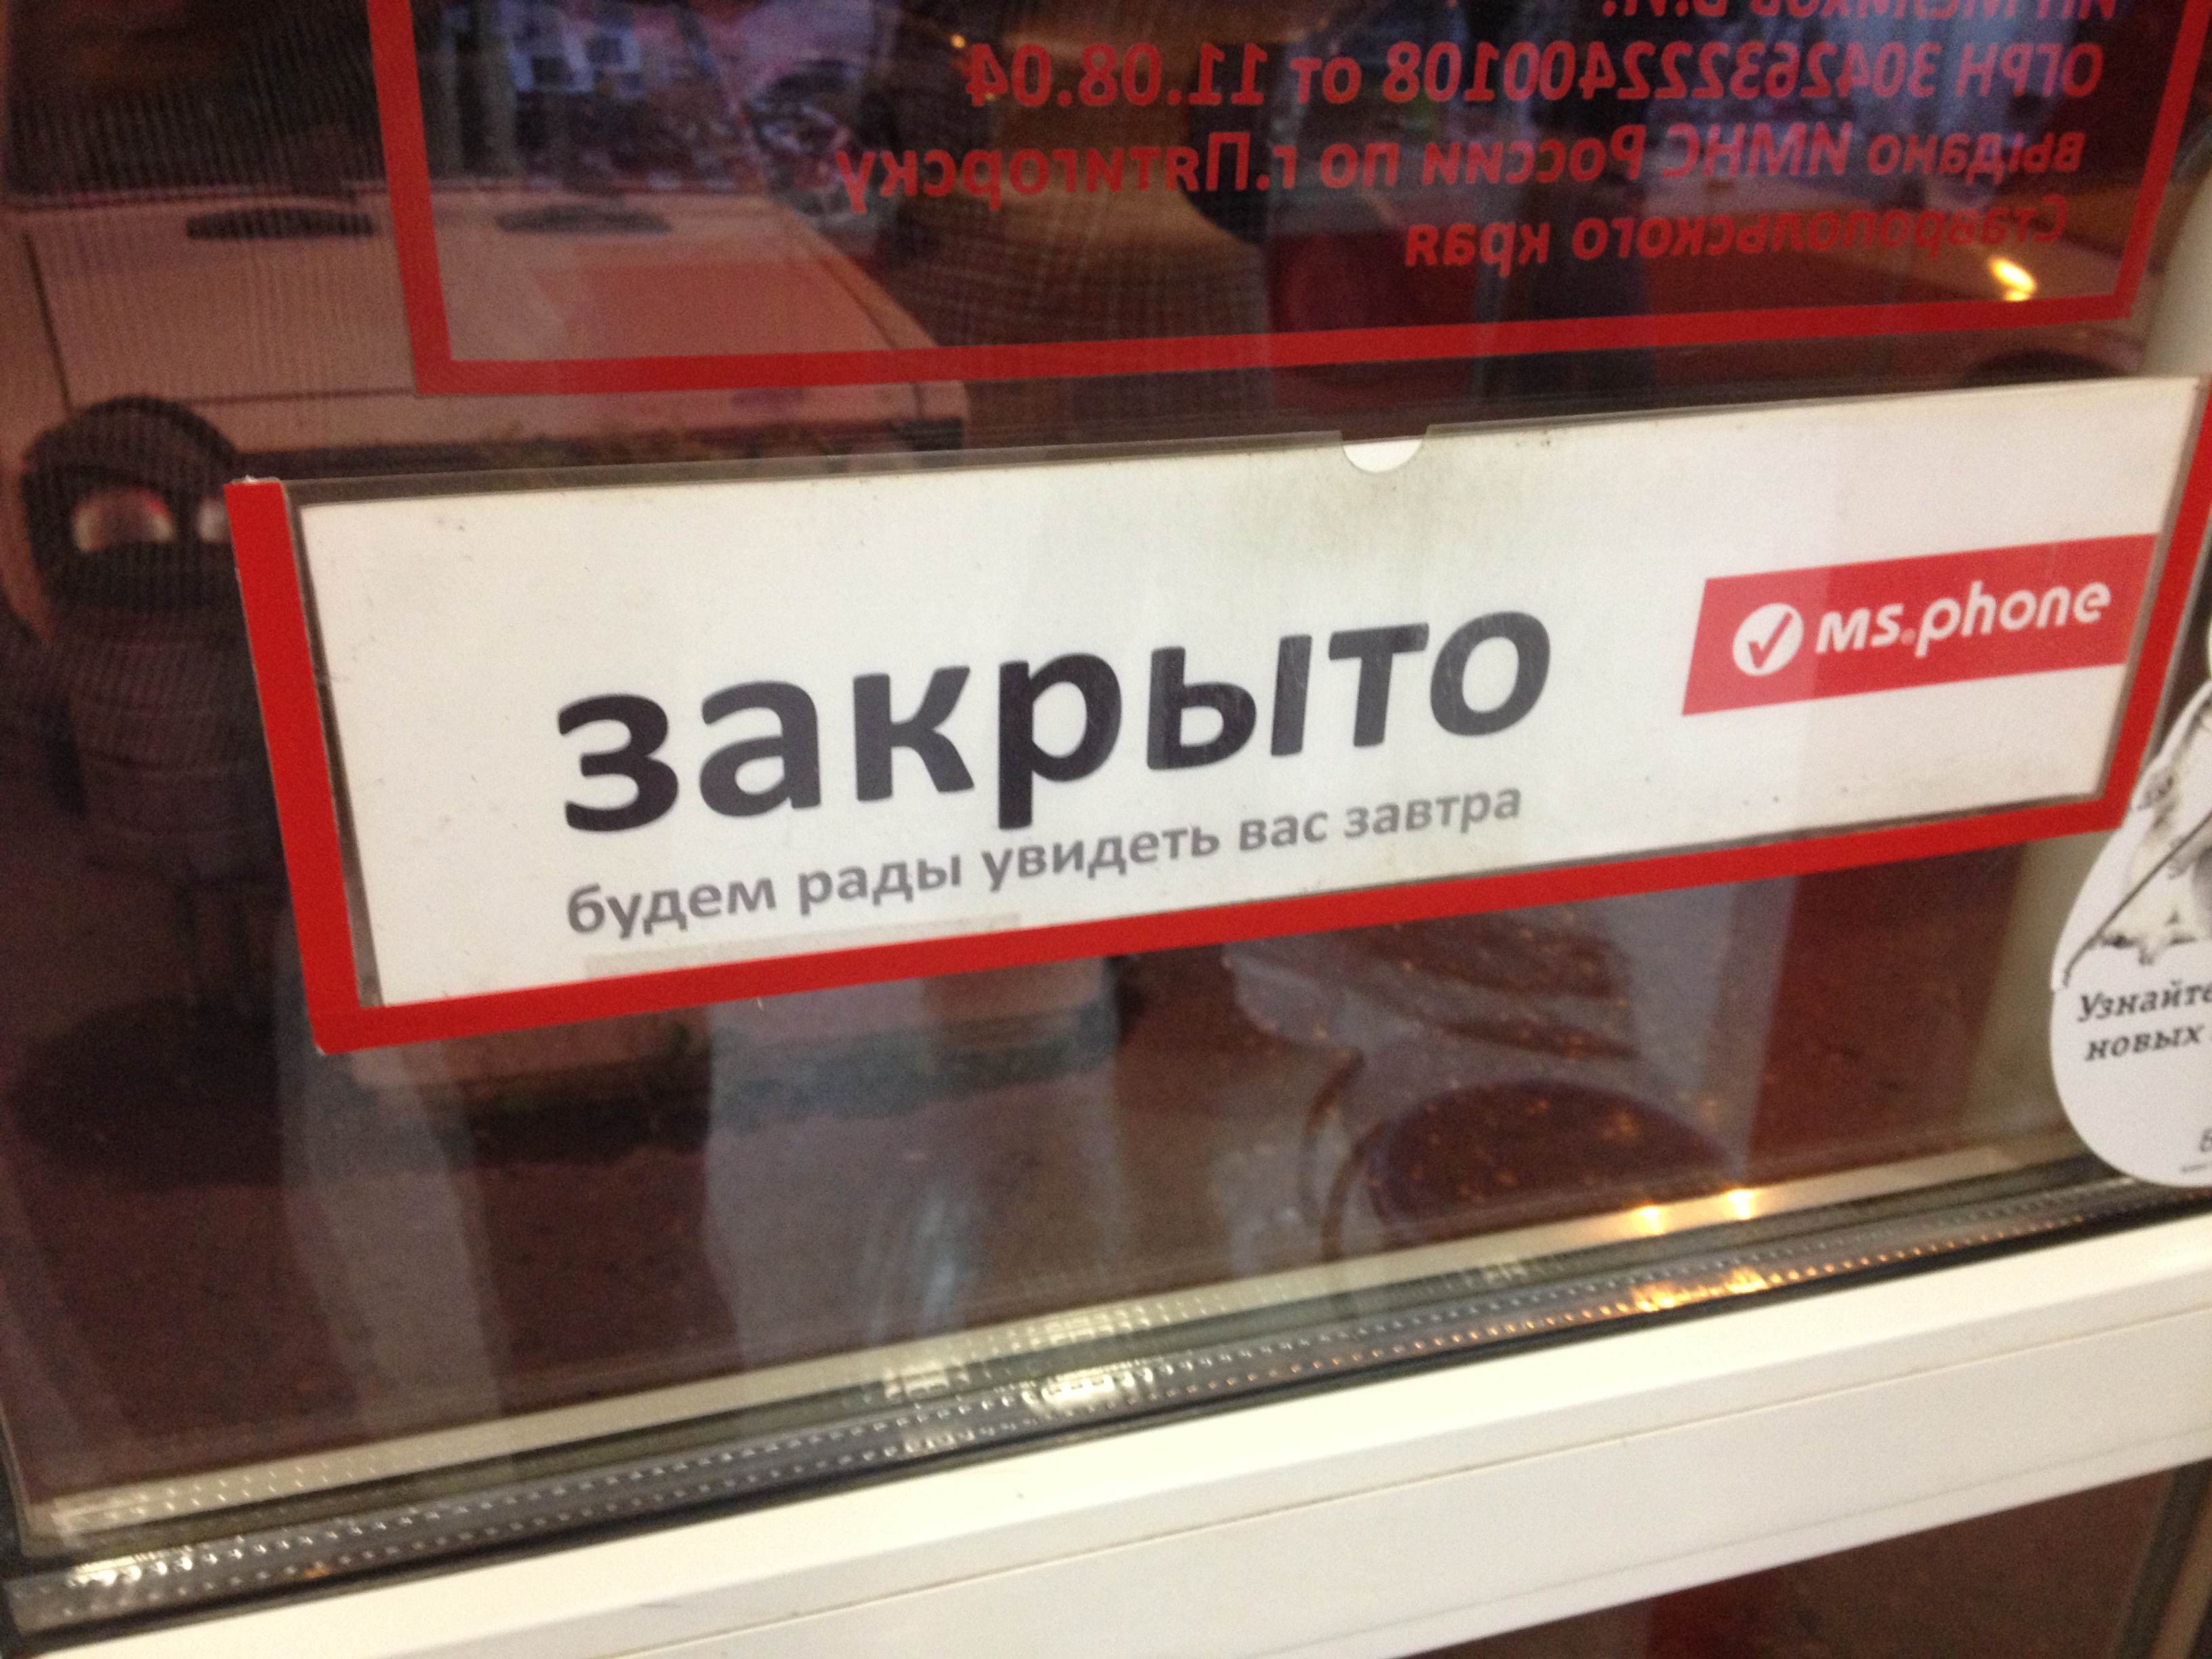 ОГРН 304263222400108 от 11.08.04
выдано ИМНС России по г.Пятигорску
Ставропольского края
закрыто
будем рады увидеть вас завтра
MS.phone
Узнайте
новых